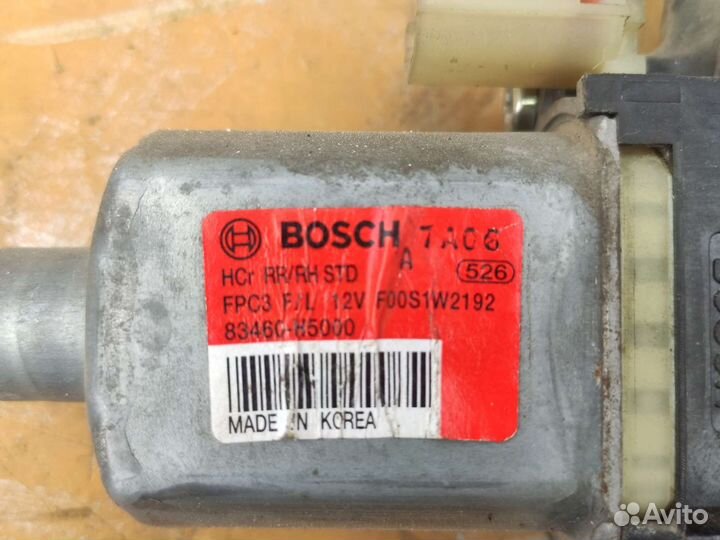 BOSCH 7A06
A
HCr RR/RH STD 526
FPC3 F/L 12V F00S1W2192
83460-H5000
MADE IN KOREA
Avito